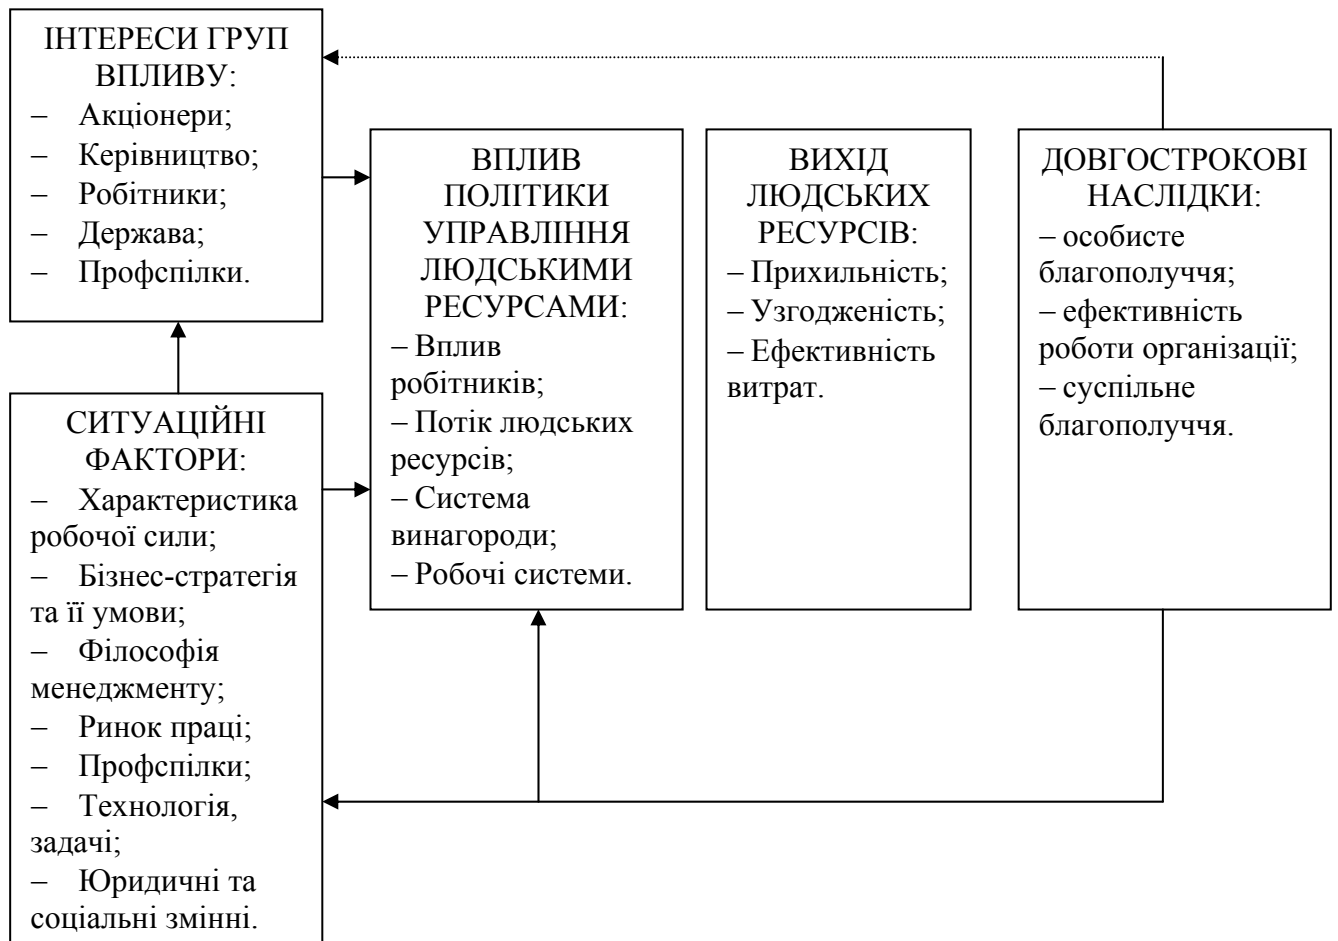 ІНТЕРЕСИ ГРУП
ВПЛИВУ:
– Акціонери;
– Керівництво;
– Робітники;
– Держава;
– Профспілки.
СИТУАЦІЙНІ
ФАКТОРИ:
– Характеристика
робочої сили;
– Бізнес-стратегія
та її умови;
– Філософія
менеджменту;
– Ринок праці;
– Профспілки;
– Технологія,
задачі;
– Юридичні та
соціальні змінні.
ВПЛИВ
ПОЛІТИКИ
УПРАВЛІННЯ
ЛЮДСЬКИМИ
РЕСУРСАМИ:
– Вплив
робітників;
– Потік людських
ресурсів;
– Система
винагороди;
– Робочі системи.
ВИХІД
ЛЮДСЬКИХ
РЕСУРСІВ:
– Прихильність;
– Узгодженість;
– Ефективність
витрат.
ДОВГОСТРОКОВІ
НАСЛІДКИ:
– особисте
благополуччя;
– ефективність
роботи організації;
– суспільне
благополуччя.